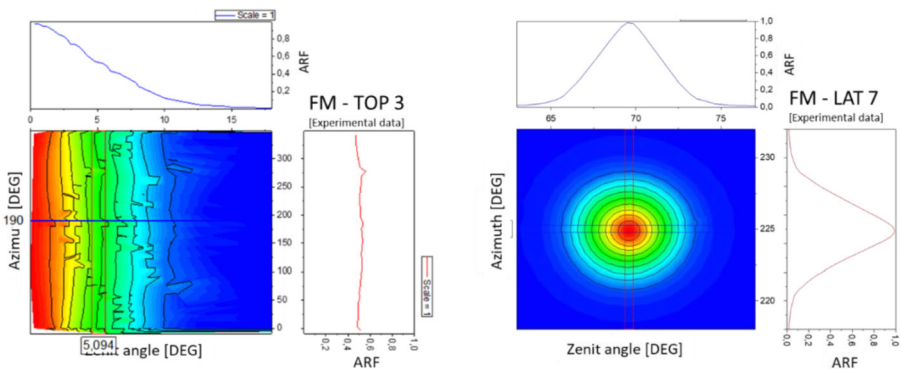 Scale = 1
0,8
0,6
0,4
0,2
ARF
0 5 10 15
FM - TOP 3
[Experimental data]
350
300
250
200
190
150
100
50
0
Azimu [DEG]
5,094
Zenit angle [DEG]
Scale = 1
0,2 0,4 0,6 0,8
ARF
1,0
0,8
0,6
0,4
0,2
0,0
ARF
65 70 75
FM - LAT 7
[Experimental data]
230
225
220
Azimuth [DEG]
Zenit angle [DEG]
0,0 0,2 0,4 0,6 0,8 1,0
ARF